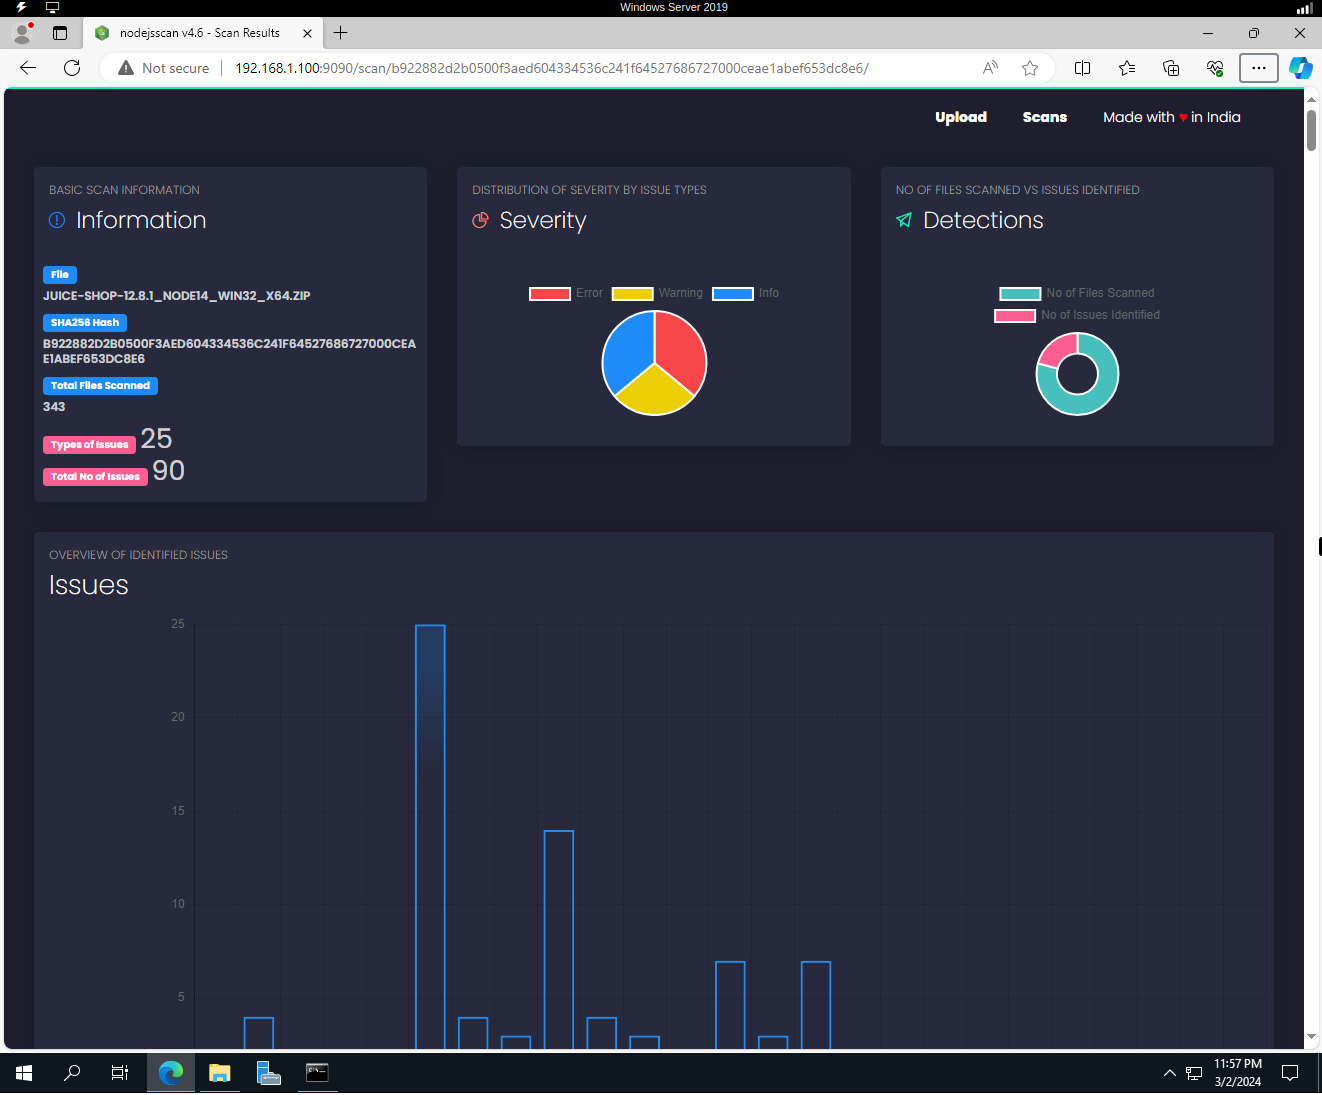 Windows Server 2019
nodejsscan v4.6 - Scan Results
Not secure
192.168.1.100:9090/scan/b922882d2b0500f3aed604334536c241f64527686727000ceae1abef653dc8e6/
Upload
Scans
Made with ♥ in India
BASIC SCAN INFORMATION
Information
File
JUICE-SHOP-12.8.1_NODE14_WIN32_X64.ZIP
SHA256 Hash
B922882D2B0500F3AED604334536C241F64527686727000CEA
E1ABEF653DC8E6
Total Files Scanned
343
Types of Issues 25
Total No of Issues 90
DISTRIBUTION OF SEVERITY BY ISSUE TYPES
Severity
Error
Warning
Info
NO OF FILES SCANNED VS ISSUES IDENTIFIED
Detections
No of Files Scanned
No of Issues Identified
OVERVIEW OF IDENTIFIED ISSUES
Issues
25
20
15
10
5
11:57 PM
3/2/2024